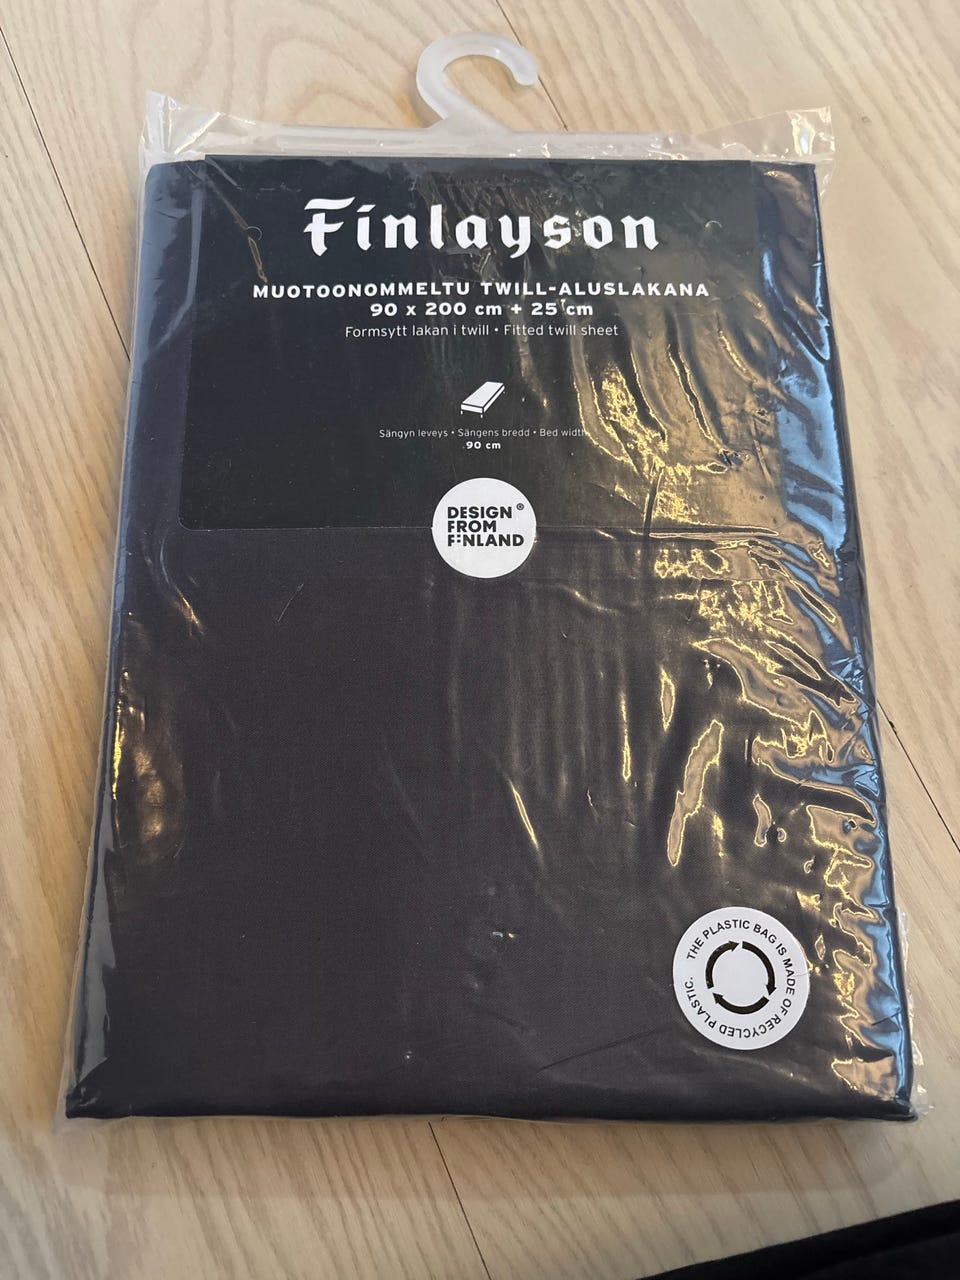 Finlayson
MUOTOONOMMELTU TWILL-ALUSLAKANA
90 x 200 cm + 25 cm
Formsytt lakan i twill • Fitted twill sheet
Sängyn leveys • Sängens bredd • Bed width
90 cm
DESIGN ®
FROM
FINLAND
THE PLASTIC BAG IS MADE OF RECYCLED PLASTIC.